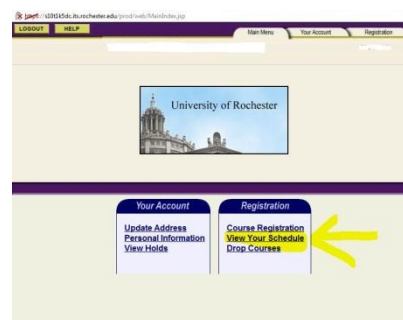 https://s10t1k5dc.its.rochester.edu/prod/web/MainIndex.jsp
LOGOUT HELP
Main Menu Your Account Registration
University of Rochester
Your Account
Update Address
Personal Information
View Holds
Registration
Course Registration
View Your Schedule
Drop Courses